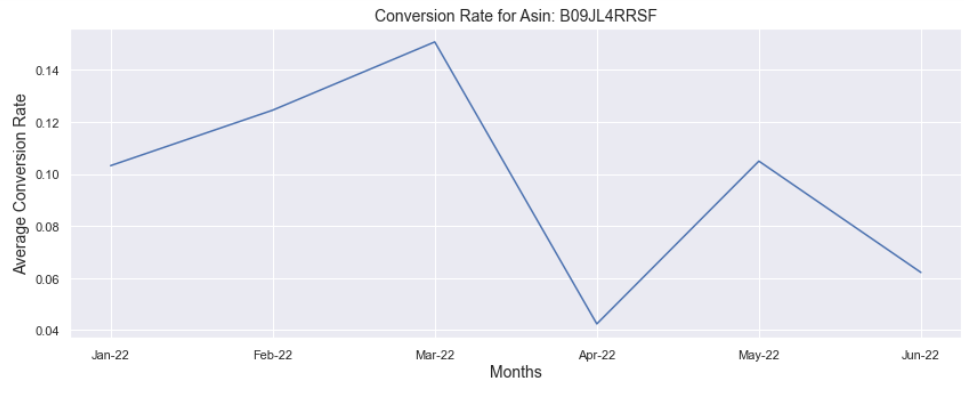 Conversion Rate for Asin: B09JL4RRSF
Average Conversion Rate
0.14
0.12
0.10
0.08
0.06
0.04
Jan-22 Feb-22 Mar-22 Apr-22 May-22 Jun-22
Months